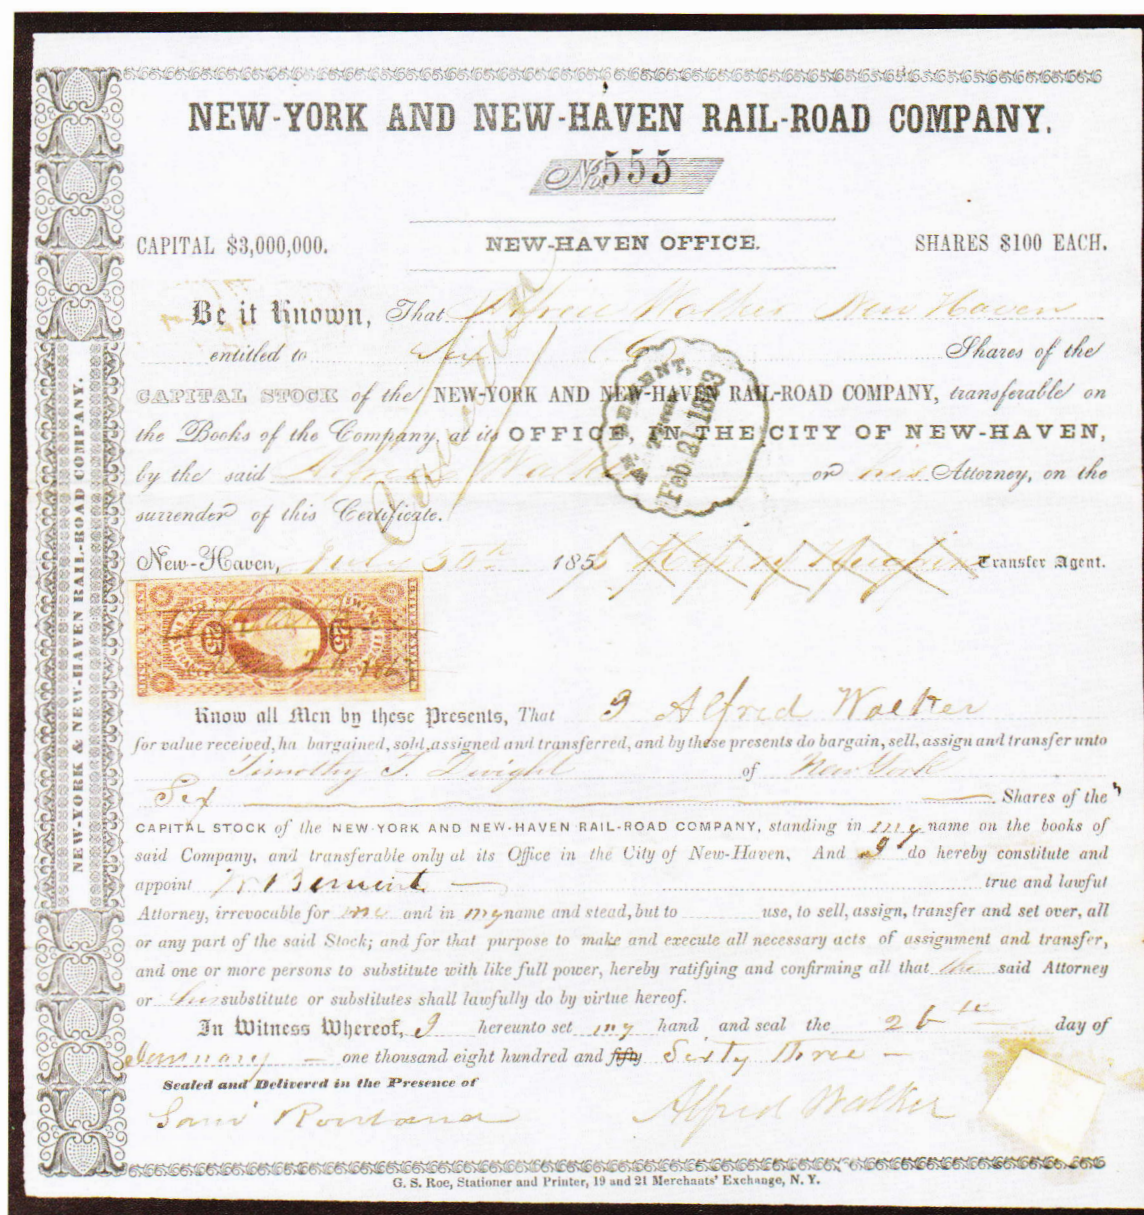 NEW-YORK AND NEW-HAVEN RAIL-ROAD COMPANY.
No. 555
CAPITAL $3,000,000. NEW-HAVEN OFFICE. SHARES $100 EACH.
Be it Known, That Alfred Walker New Haven
entitled to Six (6) Shares of the
CAPITAL STOCK of the NEW-YORK AND NEW-HAVEN RAIL-ROAD COMPANY, transferable on
the Books of the Company, at its OFFICE, IN THE CITY OF NEW-HAVEN,
by the said Alfred Walker or his Attorney, on the
surrender of this Certificate.
Cancelled
BEMENT,
Feb 21, 1863
New-Haven, July 185 Transfer Agent.
25 25
Know all Men by these Presents, That I Alfred Walker
for value received, ha bargained, sold, assigned and transferred, and by these presents do bargain, sell, assign and transfer unto
Timothy T. Dwight of New York
Six Shares of the
CAPITAL STOCK of the NEW-YORK AND NEW-HAVEN RAIL-ROAD COMPANY, standing in my name on the books of
said Company, and transferable only at its Office in the City of New-Haven, And I do hereby constitute and
appoint Bement true and lawful
Attorney, irrevocable for me and in my name and stead, but to use, to sell, assign, transfer and set over, all
or any part of the said Stock; and for that purpose to make and execute all necessary acts of assignment and transfer,
and one or more persons to substitute with like full power, hereby ratifying and confirming all that the said Attorney
or his substitute or substitutes shall lawfully do by virtue hereof.
In Witness Whereof, I hereunto set my hand and seal the 26th day of
January one thousand eight hundred and fifty Sixty Three
Sealed and Delivered in the Presence of
Saml Rowland Alfred Walker
G. S. Roe, Stationer and Printer, 19 and 21 Merchants' Exchange, N. Y.
NEW-YORK & NEW-HAVEN RAIL-ROAD COMPANY.